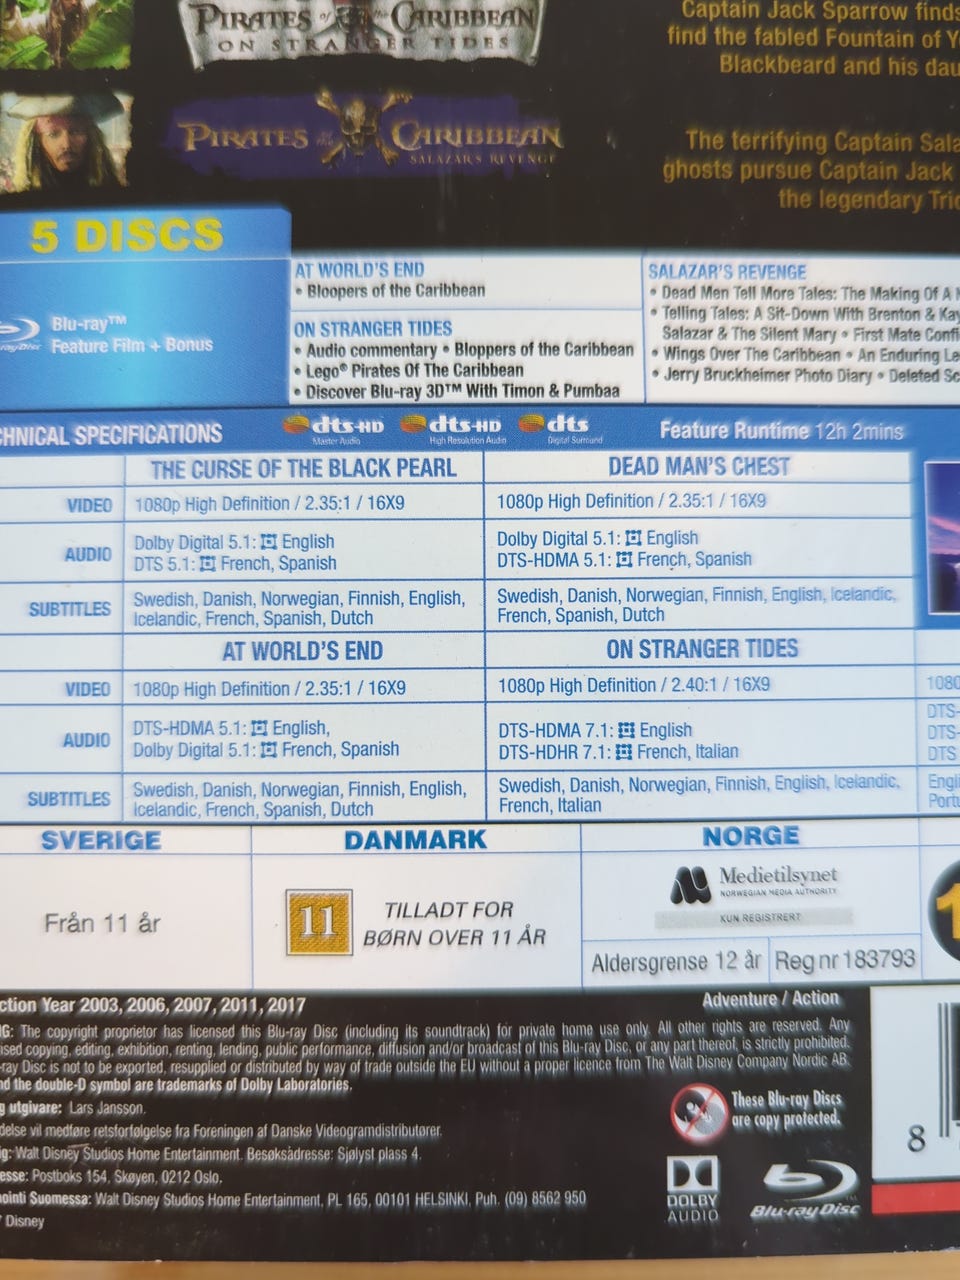 PIRATES of the CARIBBEAN
ON STRANGER TIDES
Captain Jack Sparrow finds
find the fabled Fountain of
Blackbeard and his
PIRATES of the CARIBBEAN
SALAZAR'S REVENGE
The terrifying Captain
ghosts pursue Captain Jack
the legendary
5 DISCS
Blu-ray™
Feature Film + Bonus
AT WORLD'S END
• Bloopers of the Caribbean
ON STRANGER TIDES
• Audio commentary • Bloppers of the Caribbean
• Lego® Pirates Of The Caribbean
• Discover Blu-ray 3D™ With Timon & Pumbaa
SALAZAR'S REVENGE
• Dead Men Tell More Tales: The Making Of A
• Telling Tales: A Sit-Down With Brenton & Kay
Salazar & The Silent Mary • First Mate
• Wings Over The Caribbean • An Enduring
• Jerry Bruckheimer Photo Diary • Deleted
CHNICAL SPECIFICATIONS
dts-HD Master Audio
dts-HD High Resolution Audio
dts Digital Surround
Feature Runtime 12h 2mins
THE CURSE OF THE BLACK PEARL
VIDEO 1080p High Definition / 2.35:1 / 16X9
AUDIO Dolby Digital 5.1: English
DTS 5.1: French, Spanish
SUBTITLES Swedish, Danish, Norwegian, Finnish, English,
Icelandic, French, Spanish, Dutch
DEAD MAN'S CHEST
1080p High Definition / 2.35:1 / 16X9
Dolby Digital 5.1: English
DTS-HDMA 5.1: French, Spanish
Swedish, Danish, Norwegian, Finnish, English, Icelandic,
French, Spanish, Dutch
AT WORLD'S END
VIDEO 1080p High Definition / 2.35:1 / 16X9
AUDIO DTS-HDMA 5.1: English,
Dolby Digital 5.1: French, Spanish
SUBTITLES Swedish, Danish, Norwegian, Finnish, English,
Icelandic, French, Spanish, Dutch
ON STRANGER TIDES
1080p High Definition / 2.40:1 / 16X9
DTS-HDMA 7.1: English
DTS-HDHR 7.1: French, Italian
Swedish, Danish, Norwegian, Finnish, English, Icelandic,
French, Italian
1080
DTS-
DTS-
DTS
Engli
Portu
SVERIGE
Från 11 år
DANMARK
11
TILLADT FOR
BØRN OVER 11 ÅR
NORGE
Medietilsynet
NORWEGIAN MEDIA AUTHORITY
KUN REGISTRERT
Aldersgrense 12 år Reg nr 183793
1
ction Year 2003, 2006, 2007, 2011, 2017
Adventure / Action
G: The copyright proprietor has licensed this Blu-ray Disc (including its soundtrack) for private home use only. All other rights are reserved. Any
sed copying, editing, exhibition, renting, lending, public performance, diffusion and/or broadcast of this Blu-ray Disc, or any part thereof, is strictly prohibited.
-ray Disc is not to be exported, resupplied or distributed by way of trade outside the EU without a proper licence from The Walt Disney Company Nordic AB.
nd the double-D symbol are trademarks of Dolby Laboratories.
g utgivare: Lars Jansson.
delse vil medføre retsforfølgelse fra Foreningen af Danske Videogramdistributører.
ig: Walt Disney Studios Home Entertainment. Besøksadresse: Sjølyst plass 4.
esse: Postboks 154, Skøyen, 0212 Oslo.
ointi Suomessa: Walt Disney Studios Home Entertainment, PL 165, 00101 HELSINKI, Puh. (09) 8562 950
Disney
These Blu-ray Discs
are copy protected.
DOLBY
AUDIO
Blu-ray Disc
8